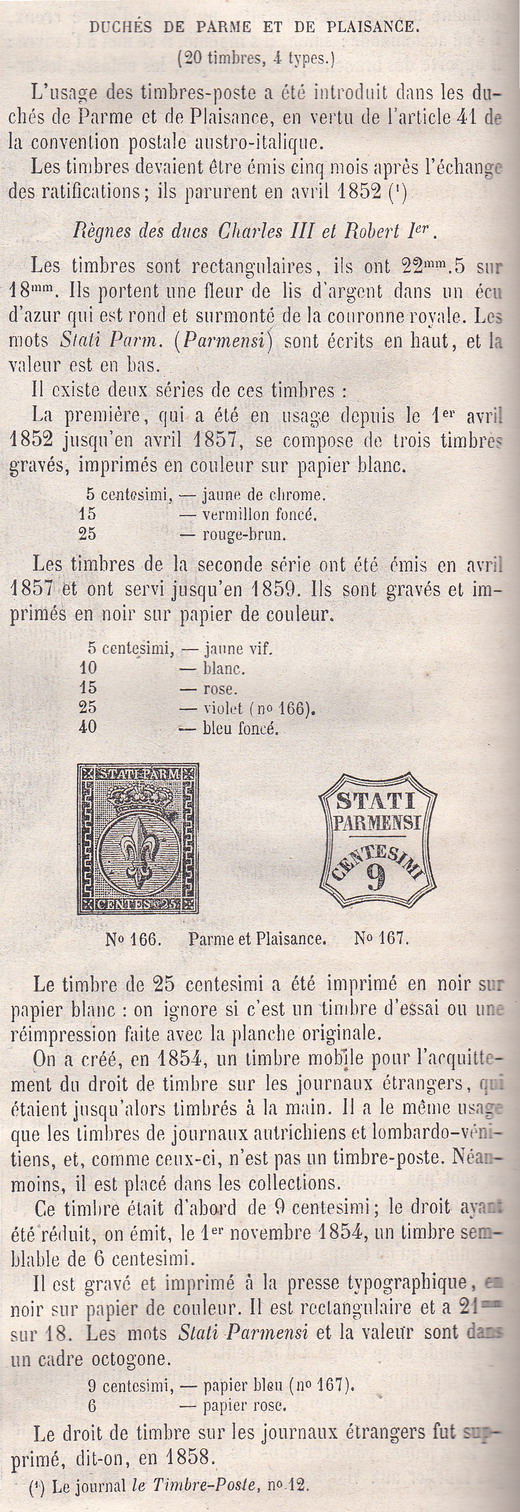 DUCHÉS DE PARME ET DE PLAISANCE.
(20 timbres, 4 types.)
L'usage des timbres-poste a été introduit dans les du-
chés de Parme et de Plaisance, en vertu de l'article 41 de
la convention postale austro-italique.
Les timbres devaient être émis cinq mois après l'échange
des ratifications ; ils parurent en avril 1852 (¹)
Règnes des ducs Charles III et Robert Ier.
Les timbres sont rectangulaires, ils ont 22mm.5 sur
18mm. Ils portent une fleur de lis d'argent dans un écu
d'azur qui est rond et surmonté de la couronne royale. Les
mots Stati Parm. (Parmensi) sont écrits en haut, et la
valeur est en bas.
Il existe deux séries de ces timbres :
La première, qui a été en usage depuis le 1er avril
1852 jusqu'en avril 1857, se compose de trois timbres
gravés, imprimés en couleur sur papier blanc.
5 centesimi, — jaune de chrome.
15 — vermillon foncé.
25 — rouge-brun.
Les timbres de la seconde série ont été émis en avril
1857 et ont servi jusqu'en 1859. Ils sont gravés et im-
primés en noir sur papier de couleur.
5 centesimi, — jaune vif.
10 — blanc.
15 — rose.
25 — violet (no 166).
40 — bleu foncé.
STATI PARM
CENTES 25
STATI
PARMENSI
CENTESIMI
9
No 166. Parme et Plaisance. No 167.
Le timbre de 25 centesimi a été imprimé en noir sur
papier blanc : on ignore si c'est un timbre d'essai ou une
réimpression faite avec la planche originale.
On a créé, en 1854, un timbre mobile pour l'acquitte-
ment du droit de timbre sur les journaux étrangers, qui
étaient jusqu'alors timbrés à la main. Il a le même usage
que les timbres de journaux autrichiens et lombardo-véni-
tiens, et, comme ceux-ci, n'est pas un timbre-poste. Néan-
moins, il est placé dans les collections.
Ce timbre était d'abord de 9 centesimi ; le droit ayant
été réduit, on émit, le 1er novembre 1854, un timbre sem-
blable de 6 centesimi.
Il est gravé et imprimé à la presse typographique, en
noir sur papier de couleur. Il est rectangulaire et a 21mm
sur 18. Les mots Stati Parmensi et la valeur sont dans
un cadre octogone.
9 centesimi, — papier bleu (no 167).
6 — papier rose.
Le droit de timbre sur les journaux étrangers fut sup-
primé, dit-on, en 1858.
(¹) Le journal le Timbre-Poste, no 12.